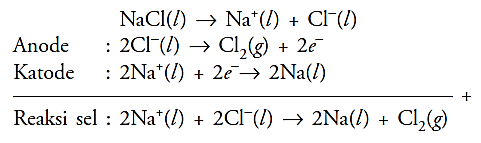 NaCl(l) → Na⁺(l) + Cl⁻(l)
Anode : 2Cl⁻(l) → Cl₂(g) + 2e⁻
Katode : 2Na⁺(l) + 2e⁻→ 2Na(l)
+
Reaksi sel : 2Na⁺(l) + 2Cl⁻(l) → 2Na(l) + Cl₂(g)